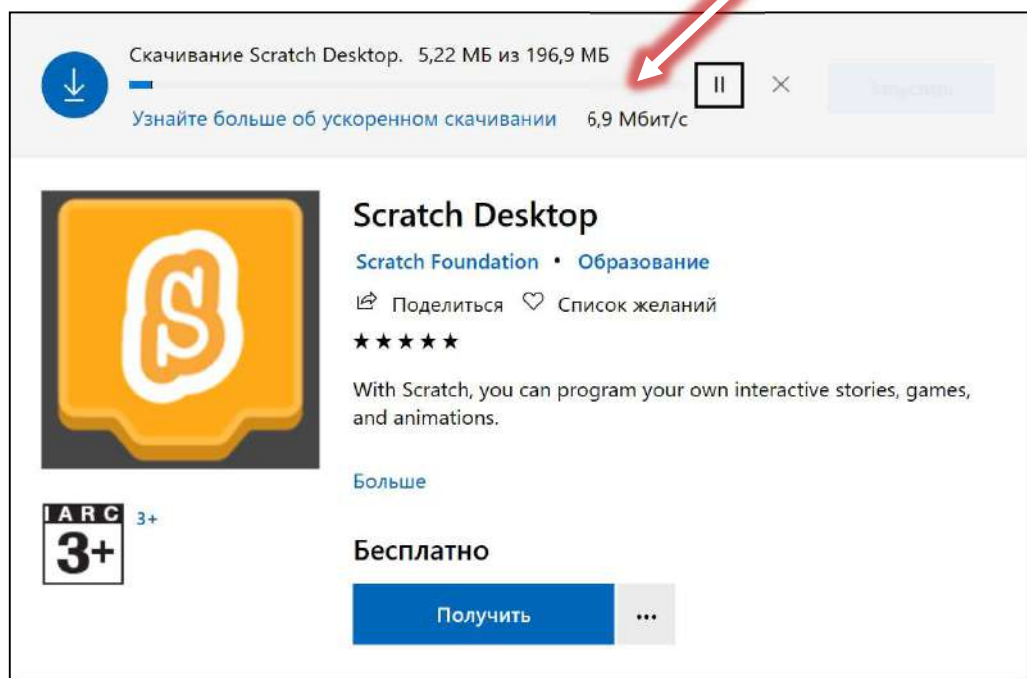 Скачивание Scratch Desktop. 5,22 МБ из 196,9 МБ
Узнайте больше об ускоренном скачивании 6,9 Мбит/с
Scratch Desktop
Scratch Foundation • Образование
Поделиться Список желаний
With Scratch, you can program your own interactive stories, games,
and animations.
Больше
IARC
3+
3+
Бесплатно
Получить ...